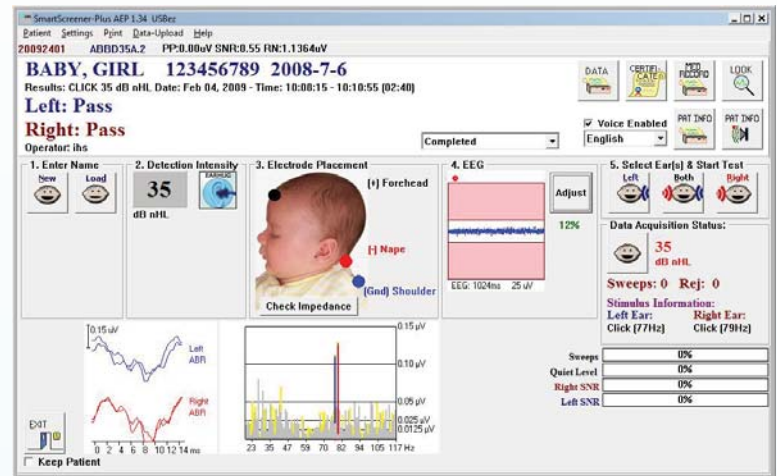 SmartScreener-Plus AEP 1.34 USBez
Patient Settings Print Data-Upload Help
20092401 ABBD35A.2 PP:0.00uV SNR:0.55 RN:1.1364uV
BABY, GIRL 123456789 2008-7-6
Results: CLICK 35 dB nHL Date: Feb 04, 2009 - Time: 10:08:15 - 10:10:55 (02:40)
Left: Pass
Right: Pass
Operator: ihs
Completed
DATA
CERTIFI CATE
MED RECORD
LOOK
Voice Enabled
English
PAT INFO
PAT INFO
1. Enter Name
New Load
2. Detection Intensity
35
dB nHL
EARHUG
3. Electrode Placement
(+) Forehead
(-) Nape
(Gnd) Shoulder
Check Impedance
4. EEG
Adjust
12%
EEG: 1024ms 25 uV
5. Select Ear(s) & Start Test
Left Both Right
Data Acquisition Status:
35
dB nHL
Sweeps: 0 Rej: 0
Stimulus Information:
Left Ear: Right Ear:
Click (77Hz) Click (79Hz)
Sweeps 0%
Quiet Level 0%
Right SNR 0%
Left SNR 0%
0.15 uV
Left ABR
Right ABR
0 2 4 6 8 10 12 14 ms
0.15 µV
0.10 µV
0.05 µV
0.025 µV
0.0125 µV
23 35 47 59 70 82 94 105 117 Hz
EXIT
Keep Patient